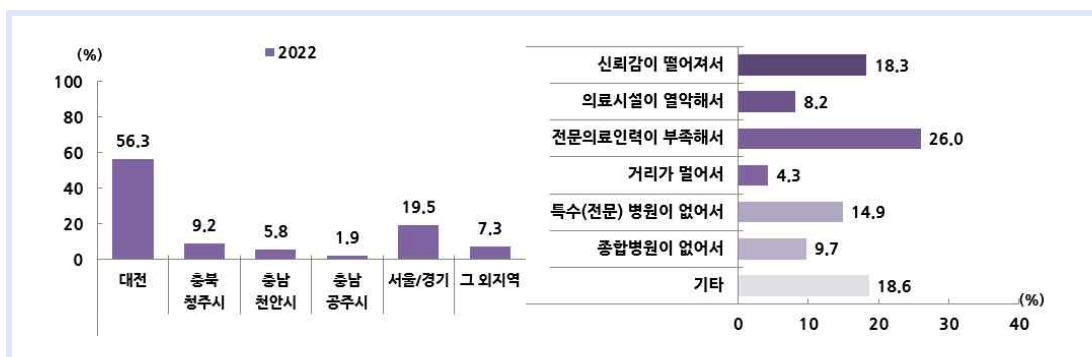 (%)
2022
100
80
60
40
20
0
56.3
9.2
5.8
1.9
19.5
7.3
대전
충북
청주시
충남
천안시
충남
공주시
서울/경기
그 외지역
신뢰감이 떨어져서
18.3
의료시설이 열악해서
8.2
전문의료인력이 부족해서
26.0
거리가 멀어서
4.3
특수(전문) 병원이 없어서
14.9
종합병원이 없어서
9.7
기타
18.6
(%)
0 10 20 30 40